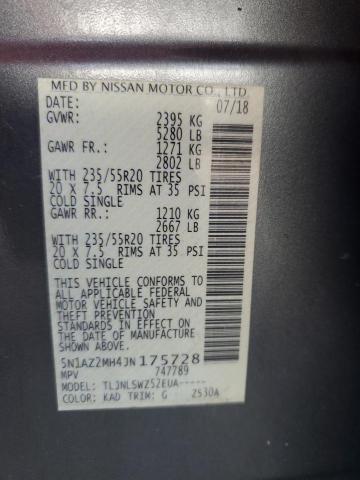 MFD BY NISSAN MOTOR CO., LTD.
DATE: 07/18
GVWR: 2395 KG
5280 LB
GAWR FR.: 1271 KG
2802 LB
WITH 235/55R20 TIRES
20 X 7.5 RIMS AT 35 PSI
COLD SINGLE
GAWR RR.: 1210 KG
2667 LB
WITH 235/55R20 TIRES
20 X 7.5 RIMS AT 35 PSI
COLD SINGLE
THIS VEHICLE CONFORMS TO
ALL APPLICABLE FEDERAL
MOTOR VEHICLE SAFETY
AND THEFT PREVENTION
STANDARDS IN EFFECT ON
THE DATE OF MANUFACTURE
SHOWN ABOVE.
5N1AZ2MH4JN175728
MPV 747789
MODEL: TLJNLSWZ52EUA-----
COLOR: KAD TRIM: G 2530A